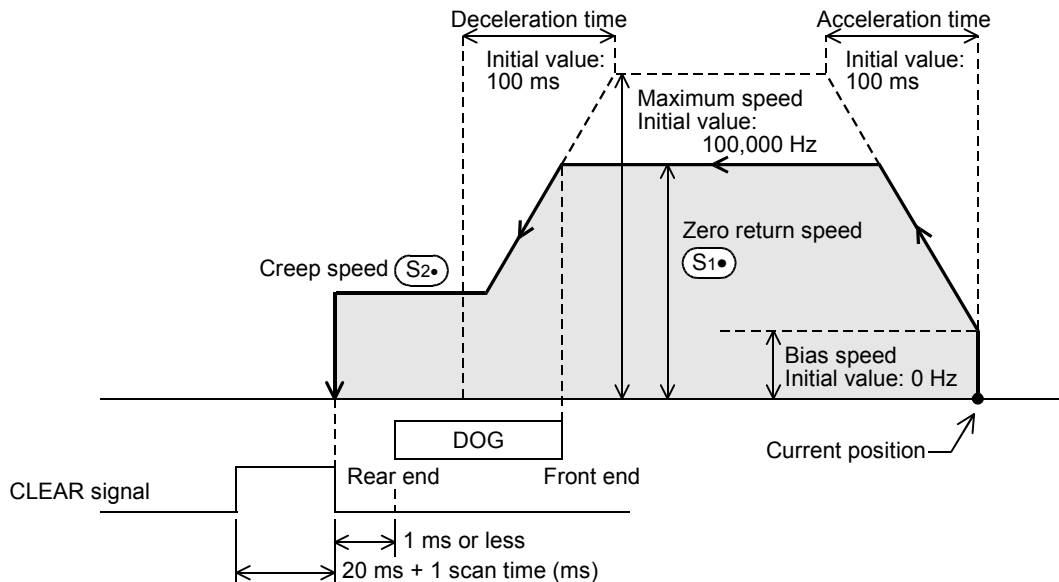 Deceleration time
Acceleration time
Initial value:
100 ms
Initial value:
100 ms
Maximum speed
Initial value:
100,000 Hz
Zero return speed
S1•
Creep speed S2•
Bias speed
Initial value: 0 Hz
DOG
Current position
Rear end
Front end
CLEAR signal
1 ms or less
20 ms + 1 scan time (ms)